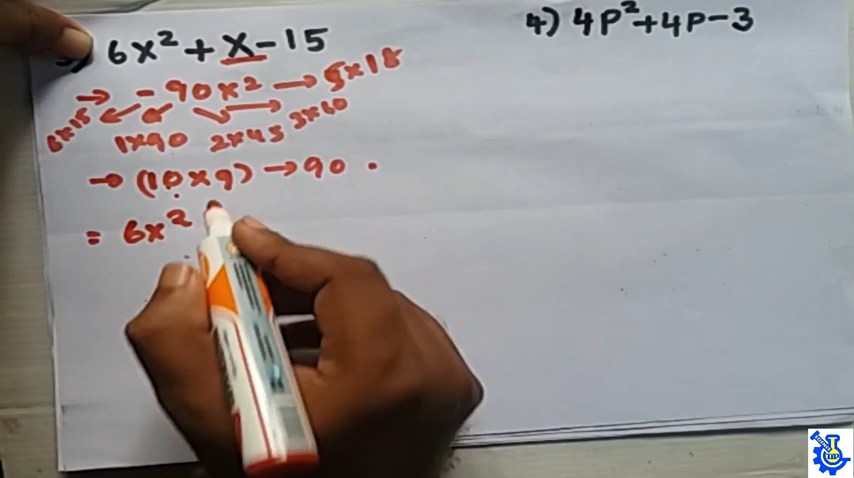 ) 6x² + x - 15
4) 4P² + 4P - 3
→ - 90x² → 5×18
6×15 1×90 2×45 3×60
→ (10×9) → 90 .
= 6x²